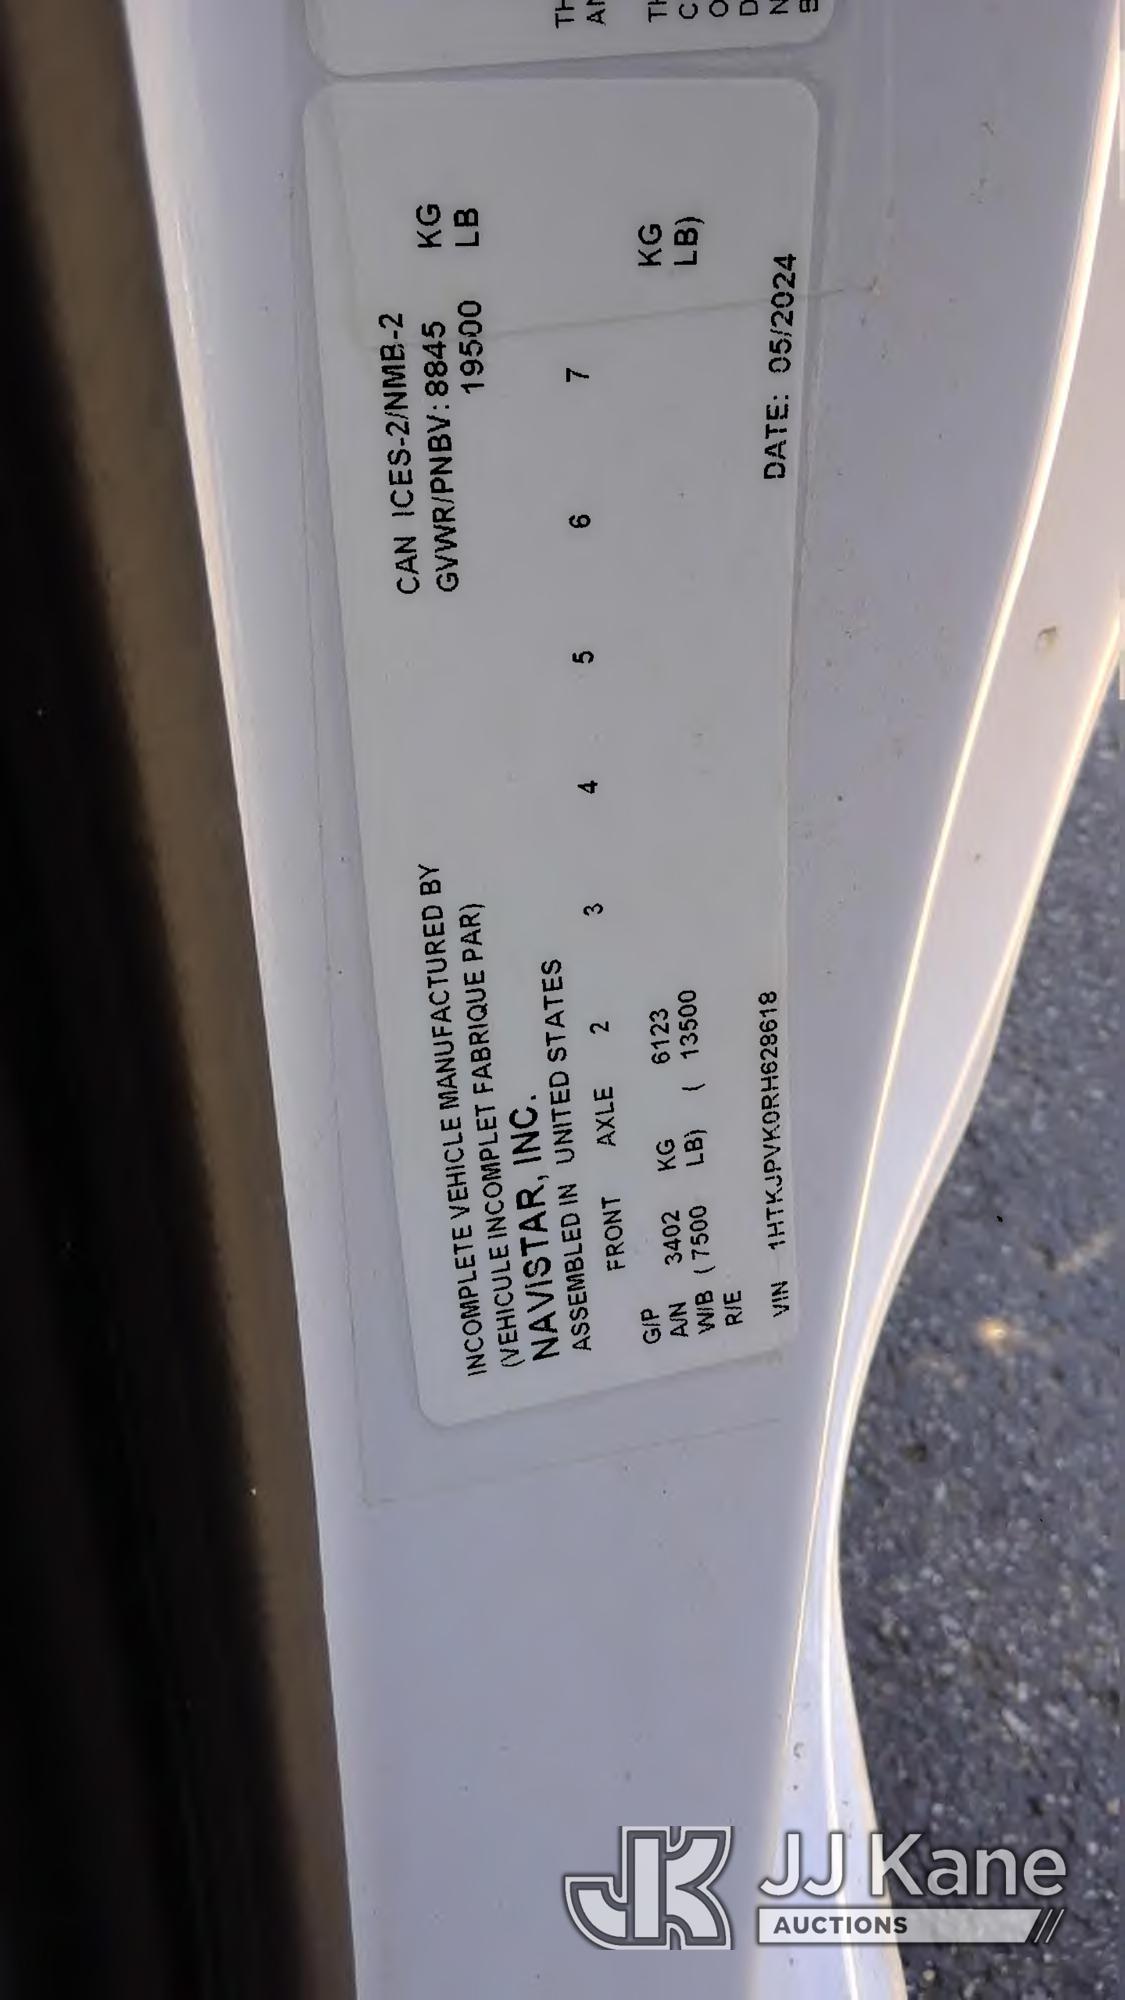 INCOMPLETE VEHICLE MANUFACTURED BY
(VEHICULE INCOMPLET FABRIQUE PAR)
NAVISTAR, INC.
ASSEMBLED IN UNITED STATES
CAN ICES-2/NMB-2
GVWR/PNBV: 8845 KG
19500 LB
FRONT AXLE 2 3 4 5 6 7
G/P
A/N 3402 KG 6123 KG
W/B (7500 LB) ( 13500 LB)
R/E
VIN 1HTKJPVK0RH628618 DATE: 05/2024
JK JJ Kane
AUCTIONS